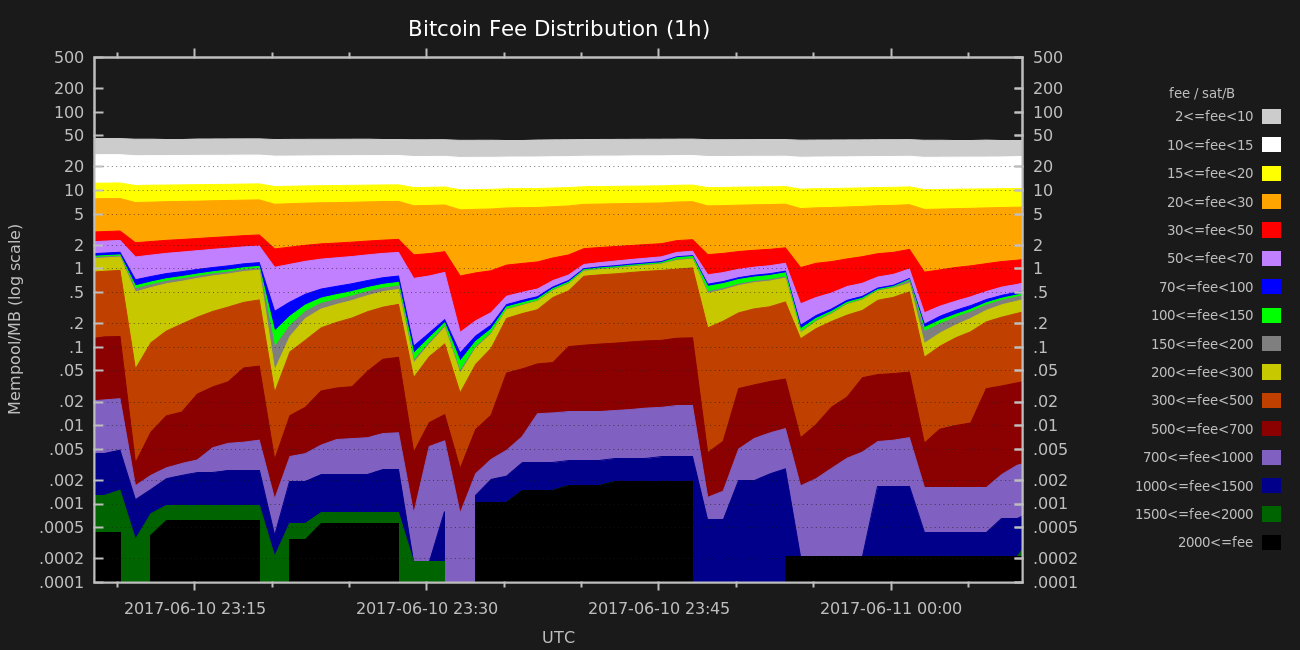 Bitcoin Fee Distribution (1h)
Mempool/MB (log scale)
500
200
100
50
20
10
5
2
1
.5
.2
.1
.05
.02
.01
.005
.002
.001
.0005
.0002
.0001
500
200
100
50
20
10
5
2
1
.5
.2
.1
.05
.02
.01
.005
.002
.001
.0005
.0002
.0001
2017-06-10 23:15
2017-06-10 23:30
2017-06-10 23:45
2017-06-11 00:00
UTC
fee / sat/B
2<=fee<10
10<=fee<15
15<=fee<20
20<=fee<30
30<=fee<50
50<=fee<70
70<=fee<100
100<=fee<150
150<=fee<200
200<=fee<300
300<=fee<500
500<=fee<700
700<=fee<1000
1000<=fee<1500
1500<=fee<2000
2000<=fee